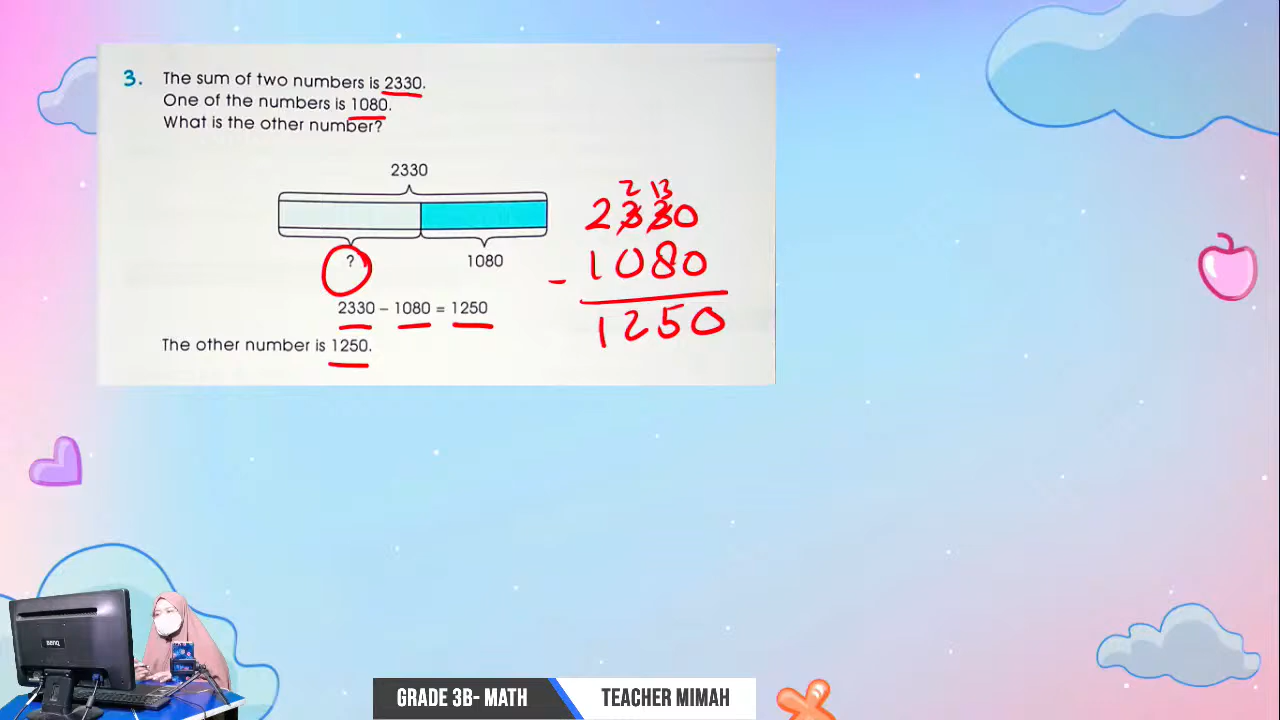 3. The sum of two numbers is 2330.
One of the numbers is 1080.
What is the other number?
2330
? 1080
2330 – 1080 = 1250
The other number is 1250.
2 13
2330
- 1080
1250
BENQ
GRADE 3B- MATH TEACHER MIMAH